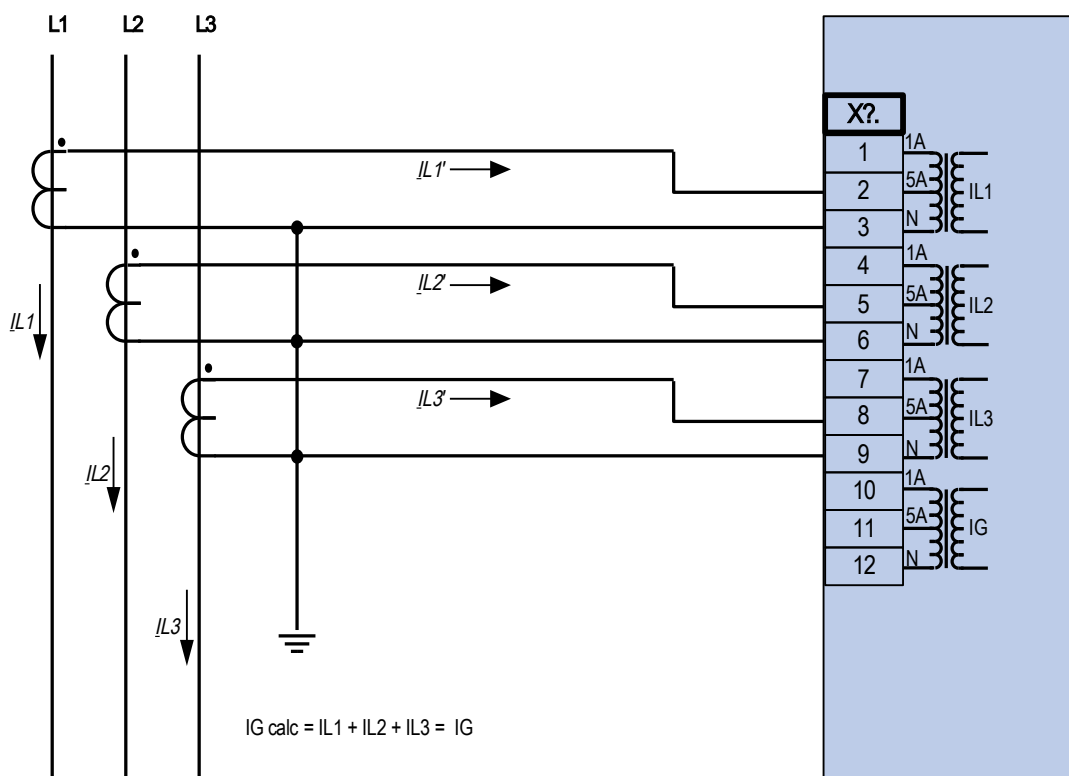 L1 L2 L3
X?.
1 1A
IL1'
2 5A IL1
3 N
4 1A
IL2'
5 5A IL2
IL1
6 N
7 1A
IL3'
8 5A IL3
9 N
IL2
10 1A
11 5A IG
12 N
IL3
IG calc = IL1 + IL2 + IL3 = IG